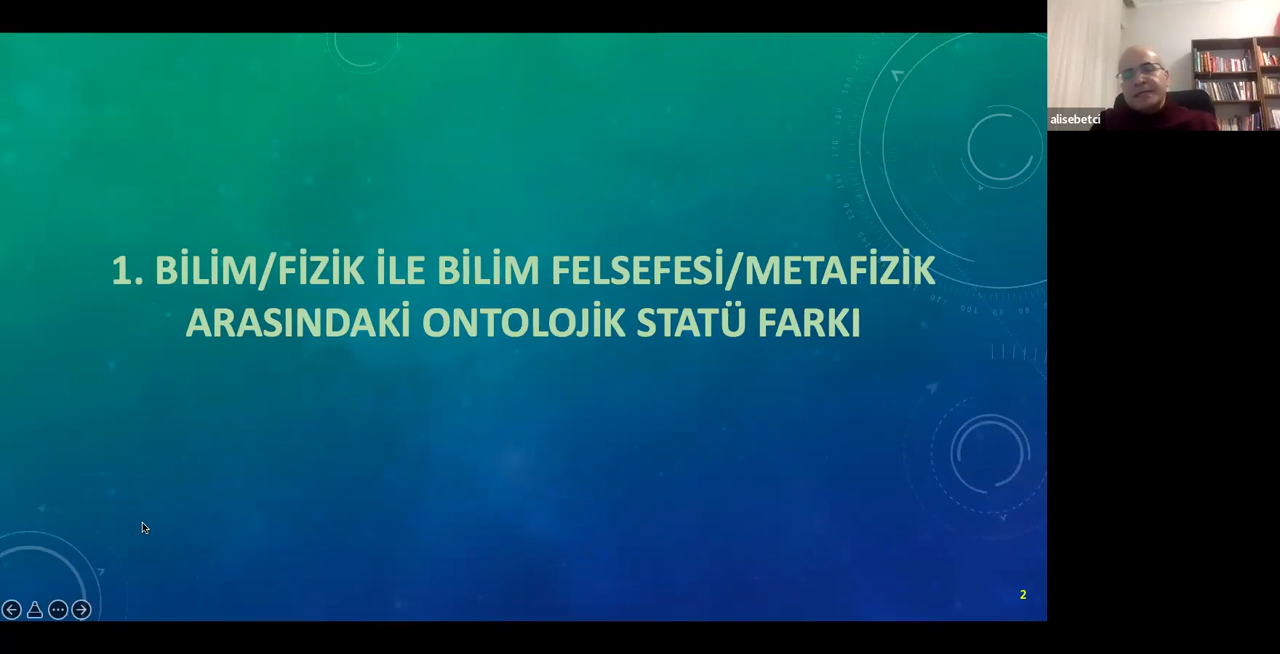 1. BİLİM/FİZİK İLE BİLİM FELSEFESİ/METAFİZİK
ARASINDAKİ ONTOLOJİK STATÜ FARKI
alisebetci
2